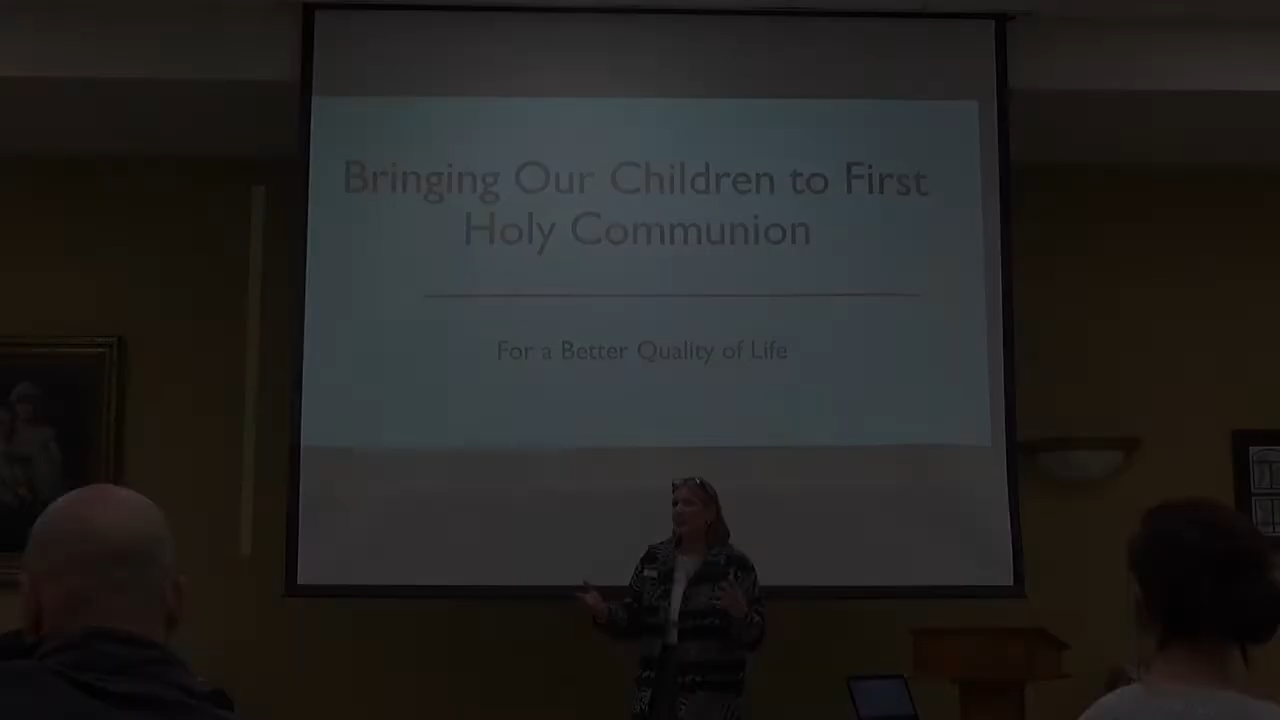 Bringing Our Children to First
Holy Communion
For a Better Quality of Life